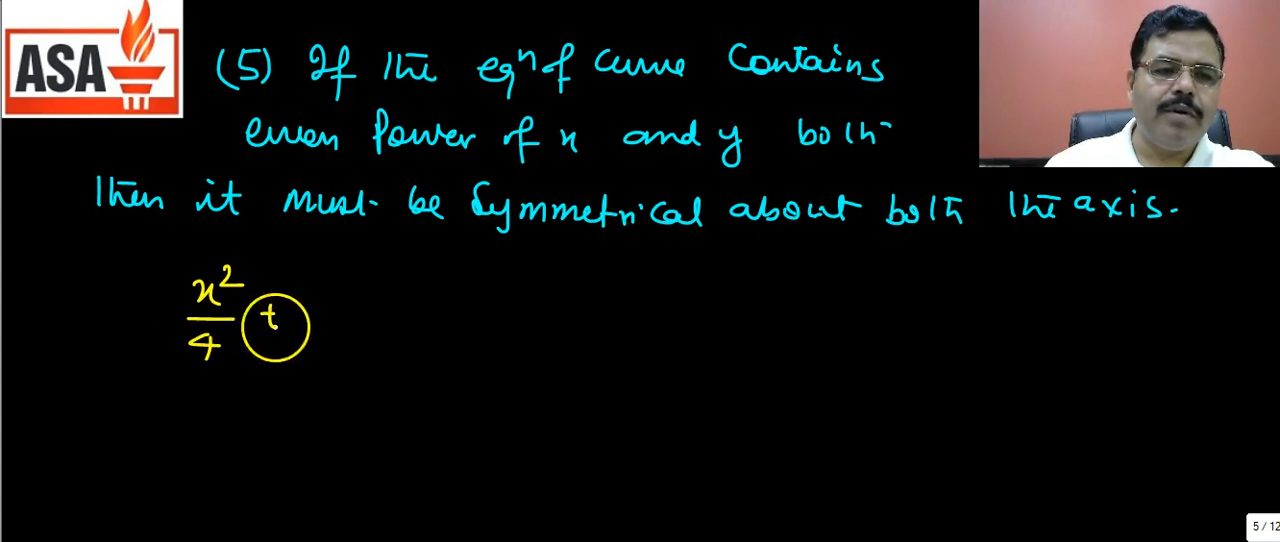 ASA
(5) If the eqⁿ of curve Contains
even Power of x and y both
then it must be Symmetrical about both the axis.
x²
4
+
5 / 12